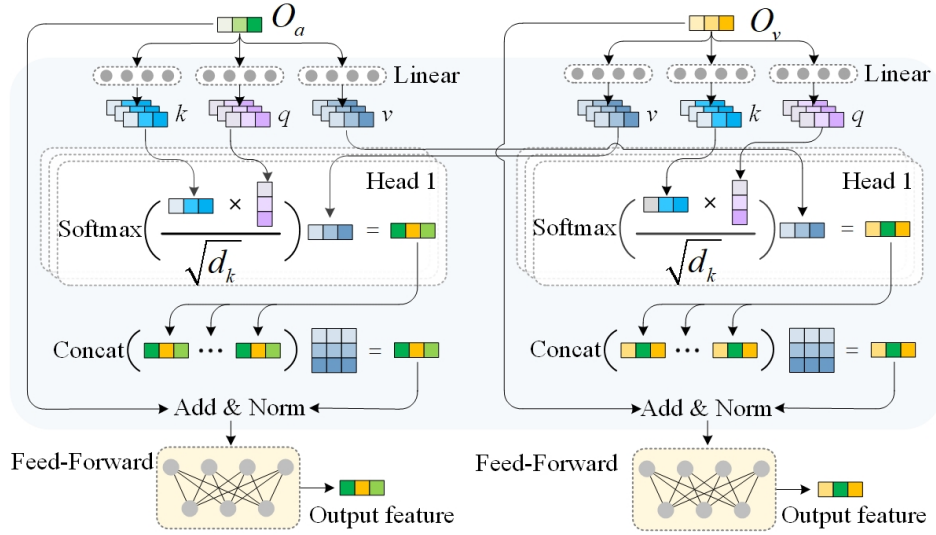 O_a
O_v
Linear
Linear
k
q
v
v
k
q
Head 1
Head 1
Softmax ( × / √d_k ) =
Softmax ( × / √d_k ) =
Concat ( ··· ) =
Concat ( ··· ) =
Add & Norm
Add & Norm
Feed-Forward
Feed-Forward
Output feature
Output feature